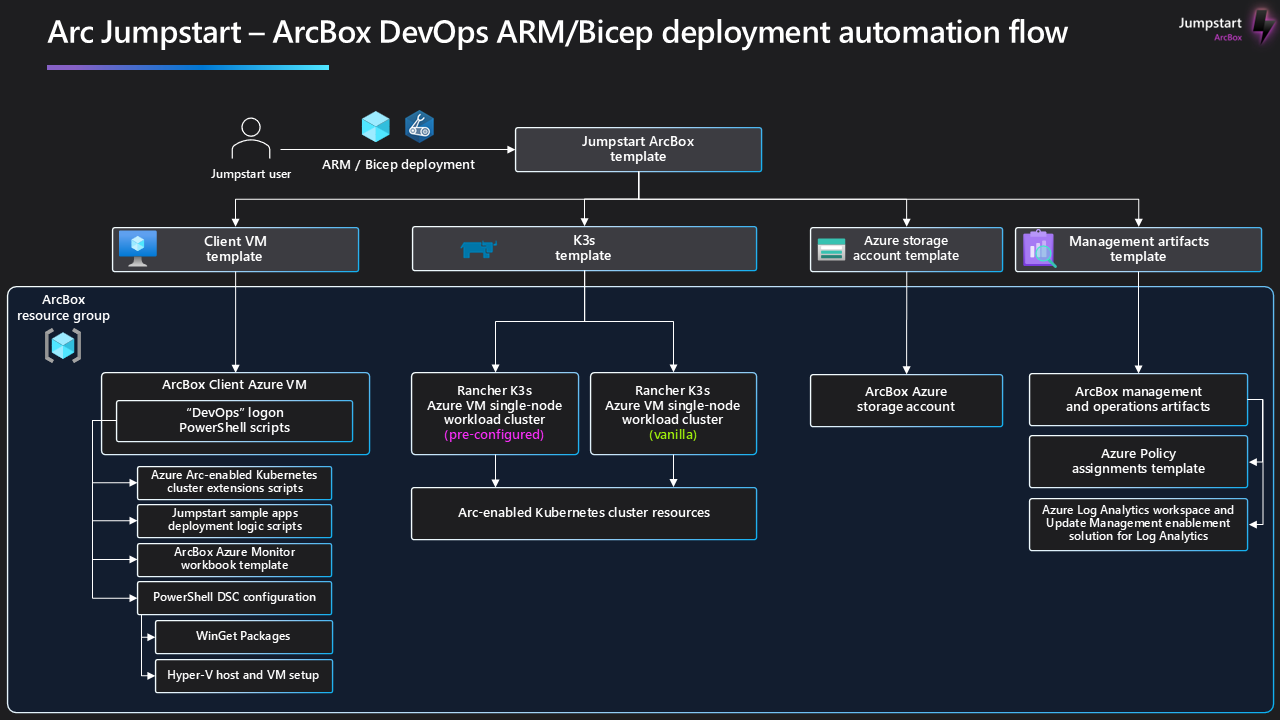 Arc Jumpstart – ArcBox DevOps ARM/Bicep deployment automation flow
Jumpstart
ArcBox
Jumpstart user
ARM / Bicep deployment
Jumpstart ArcBox
template
Client VM
template
K3s
template
Azure storage
account template
Management artifacts
template
ArcBox
resource group
ArcBox Client Azure VM
“DevOps” logon
PowerShell scripts
Azure Arc-enabled Kubernetes
cluster extensions scripts
Jumpstart sample apps
deployment logic scripts
ArcBox Azure Monitor
workbook template
PowerShell DSC configuration
WinGet Packages
Hyper-V host and VM setup
Rancher K3s
Azure VM single-node
workload cluster
(pre-configured)
Rancher K3s
Azure VM single-node
workload cluster
(vanilla)
Arc-enabled Kubernetes cluster resources
ArcBox Azure
storage account
ArcBox management
and operations artifacts
Azure Policy
assignments template
Azure Log Analytics workspace and
Update Management enablement
solution for Log Analytics